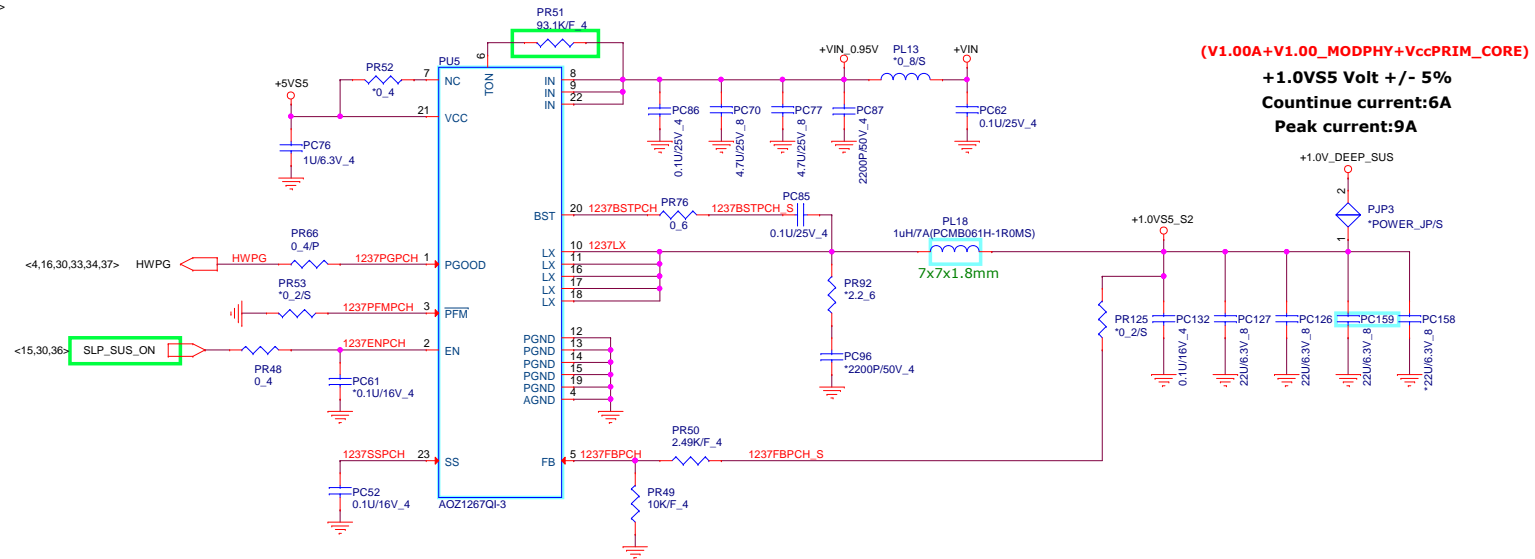 >
PR51
93.1K/F_4
+VIN_0.95V
PL13
*0_8/S
+VIN
(V1.00A+V1.00_MODPHY+VccPRIM_CORE)
+1.0VS5 Volt +/- 5%
Countinue current:6A
Peak current:9A
+5VS5
PR52
*0_4
PU5
6
TON
7
NC
21
VCC
IN
8
IN
9
IN
22
PC86
0.1U/25V_4
PC70
4.7U/25V_8
PC77
4.7U/25V_8
PC87
2200P/50V_4
PC62
0.1U/25V_4
PC76
1U/6.3V_4
+1.0V_DEEP_SUS
2
PJP3
*POWER_JP/S
1
BST
20
1237BSTPCH
PR76
0_6
1237BSTPCH_S
PC85
0.1U/25V_4
LX
10
1237LX
LX
11
LX
16
LX
17
LX
18
PL18
1uH/7A(PCMB061H-1R0MS)
7x7x1.8mm
+1.0VS5_S2
<4,16,30,33,34,37>
HWPG
HWPG
PR66
0_4/P
1237PGPCH
1
PGOOD
PR53
*0_2/S
1237PFMPCH
3
PFM
<15,30,36>
SLP_SUS_ON
PR48
0_4
1237ENPCH
2
EN
PC61
*0.1U/16V_4
PGND
12
PGND
13
PGND
14
PGND
15
PGND
19
AGND
4
PR92
*2.2_6
PC96
*2200P/50V_4
PR125
*0_2/S
PC132
0.1U/16V_4
PC127
22U/6.3V_8
PC126
22U/6.3V_8
PC159
22U/6.3V_8
PC158
*22U/6.3V_8
1237SSPCH
23
SS
PC52
0.1U/16V_4
FB
5
1237FBPCH
PR50
2.49K/F_4
1237FBPCH_S
PR49
10K/F_4
AOZ1267QI-3